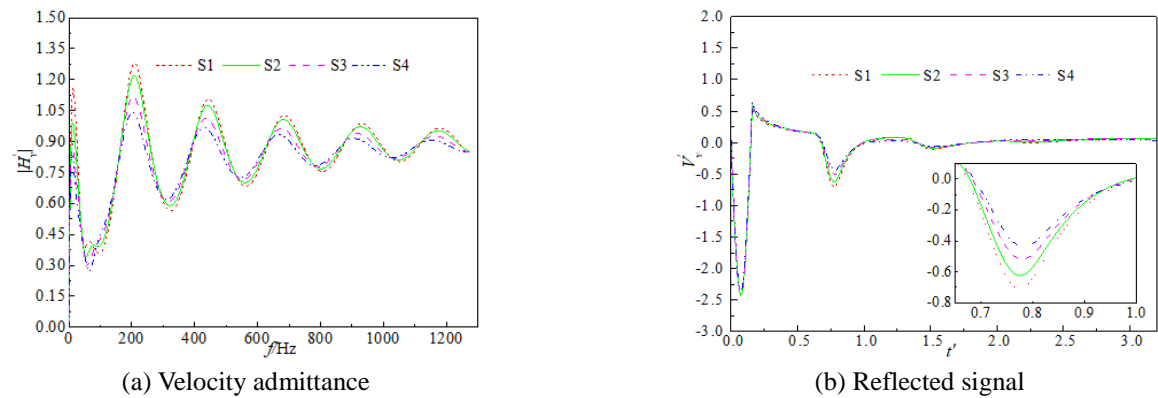 1.50
1.35
1.20
1.05
0.90
0.75
0.60
0.45
0.30
0.15
0.00
|H'v|
S1 S2 S3 S4
0 200 400 600 800 1000 1200
f/Hz
(a) Velocity admittance
2.0
1.5
1.0
0.5
0.0
-0.5
-1.0
-1.5
-2.0
-2.5
-3.0
V'v
S1 S2 S3 S4
0.0
-0.2
-0.4
-0.6
-0.8
0.7 0.8 0.9 1.0
0.0 0.5 1.0 1.5 2.0 2.5 3.0
t'
(b) Reflected signal